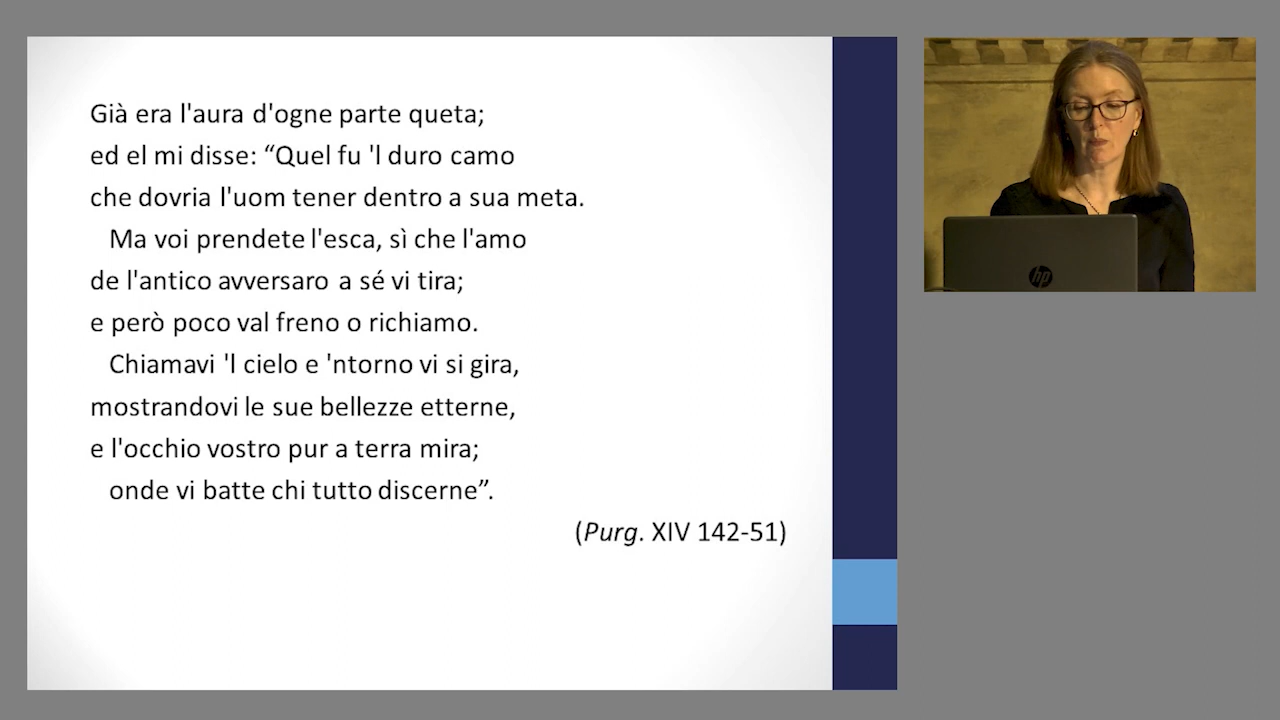 Già era l'aura d'ogne parte queta;
ed el mi disse: “Quel fu 'l duro camo
che dovria l'uom tener dentro a sua meta.
Ma voi prendete l'esca, sì che l'amo
de l'antico avversaro a sé vi tira;
e però poco val freno o richiamo.
Chiamavi 'l cielo e 'ntorno vi si gira,
mostrandovi le sue bellezze etterne,
e l'occhio vostro pur a terra mira;
onde vi batte chi tutto discerne”.
(Purg. XIV 142-51)
hp